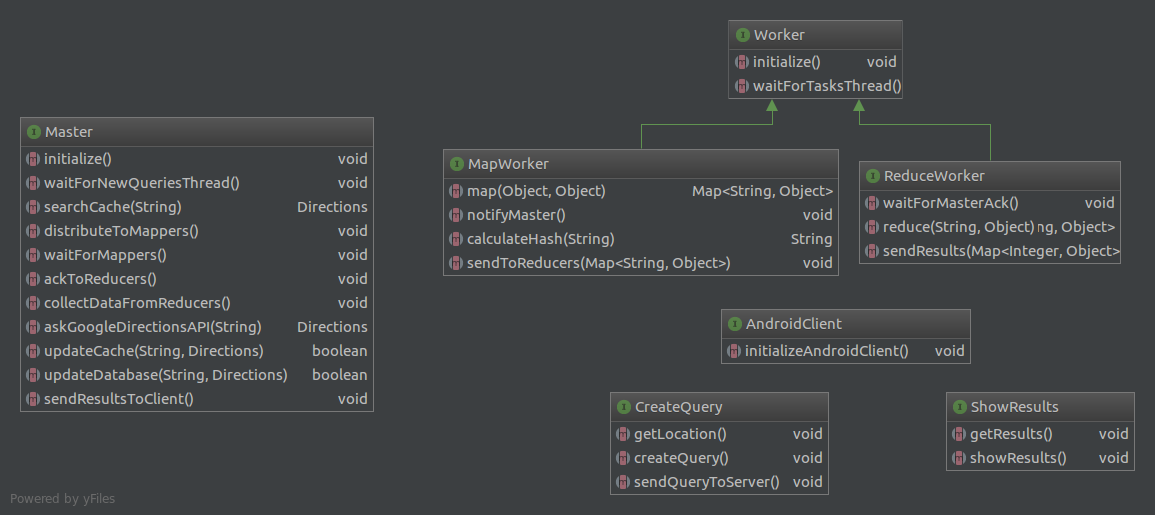 Worker
initialize() void
waitForTasksThread()
Master
initialize() void
waitForNewQueriesThread() void
searchCache(String) Directions
distributeToMappers() void
waitForMappers() void
ackToReducers() void
collectDataFromReducers() void
askGoogleDirectionsAPI(String) Directions
updateCache(String, Directions) boolean
updateDatabase(String, Directions) boolean
sendResultsToClient() void
MapWorker
map(Object, Object) Map<String, Object>
notifyMaster() void
calculateHash(String) String
sendToReducers(Map<String, Object>) void
ReduceWorker
waitForMasterAck() void
reduce(String, Object) ng, Object>
sendResults(Map<Integer, Object>
AndroidClient
initializeAndroidClient() void
CreateQuery
getLocation() void
createQuery() void
sendQueryToServer() void
ShowResults
getResults() void
showResults() void
Powered by yFiles